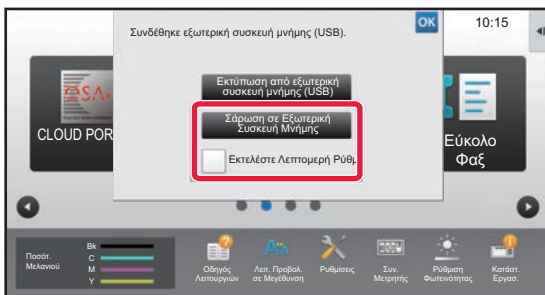 Συνδέθηκε εξωτερική συσκευή μνήμης (USB).
OK
10:15
Εκτύπωση από εξωτερική
συσκευή μνήμης (USB)
Σάρωση σε Εξωτερική
Συσκευή Μνήμης
Εκτελέστε Λεπτομερή Ρύθμ
OSA
CLOUD POR
Εύκολο
Φαξ
Ποσότ.
Μελανιού
Bk
C
M
Y
Οδηγός
Λειτουργιών
Λεπ. Προβολ.
σε Μεγέθυνση
Ρυθμίσεις
Συν.
Μετρητής
Ρύθμιση
Φωτεινότητας
Κατάστ.
Εργασ.